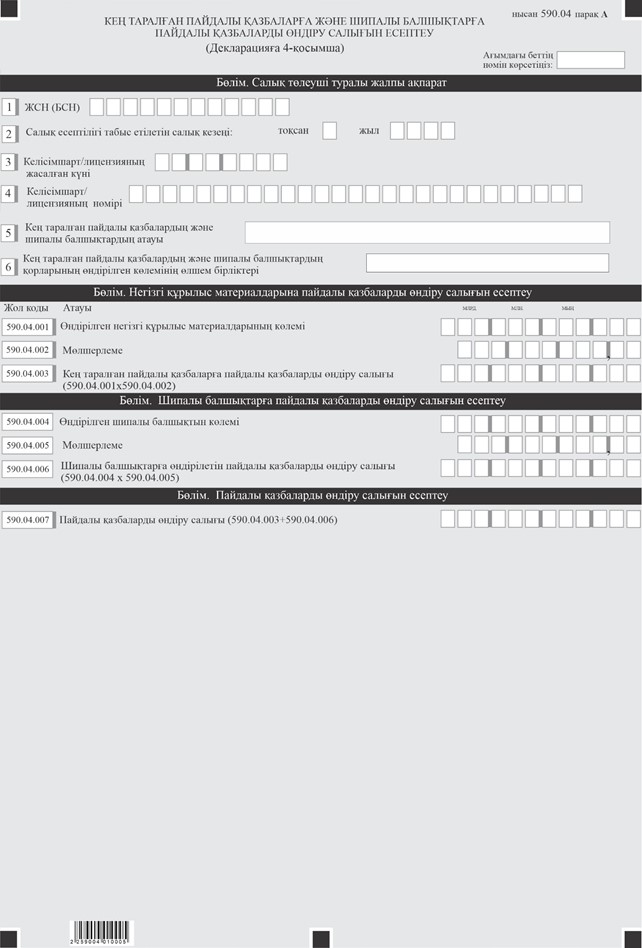 нысан 590.04 парақ А
КЕҢ ТАРАЛҒАН ПАЙДАЛЫ ҚАЗБАЛАРҒА ЖӘНЕ ШИПАЛЫ БАЛШЫҚТАРҒА
ПАЙДАЛЫ ҚАЗБАЛАРДЫ ӨНДІРУ САЛЫҒЫН ЕСЕПТЕУ
(Декларацияға 4-қосымша)
Ағымдағы беттің
нөмін көрсетіңіз:
Бөлім. Салық төлеуші туралы жалпы ақпарат
1 ЖСН (БСН)
2 Салық есептілігі табыс етілетін салық кезеңі: тоқсан жыл
3 Келісімшарт/лицензияның
жасалған күні
4 Келісімшарт/
лицензияның нөмірі
5 Кең таралған пайдалы қазбалардың және
шипалы балшықтардың атауы
6 Кең таралған пайдалы қазбалардың және шипалы балшықтардың
қорларының өндірілген көлемінің өлшем бірліктері
Бөлім. Негізгі құрылыс материалдарына пайдалы қазбаларды өндіру салығын есептеу
Жол коды Атауы млрд. млн. мың.
590.04.001 Өндірілген негізгі құрылыс материалдарының көлемі
590.04.002 Мөлшерлеме ,
590.04.003 Кең таралған пайдалы қазбаларға пайдалы қазбаларды өндіру салығы
(590.04.001х590.04.002)
Бөлім. Шипалы балшықтарға пайдалы қазбаларды өндіру салығын есептеу
590.04.004 Өндірілген шипалы балшықтын көлемі
590.04.005 Мөлшерлеме ,
590.04.006 Шипалы балшықтарға өндірілетін пайдалы қазбаларды өндіру салығы
(590.04.004 х 590.04.005)
Бөлім. Пайдалы қазбаларды өндіру салығын есептеу
590.04.007 Пайдалы қазбаларды өндіру салығы (590.04.003+590.04.006)
2259004010005